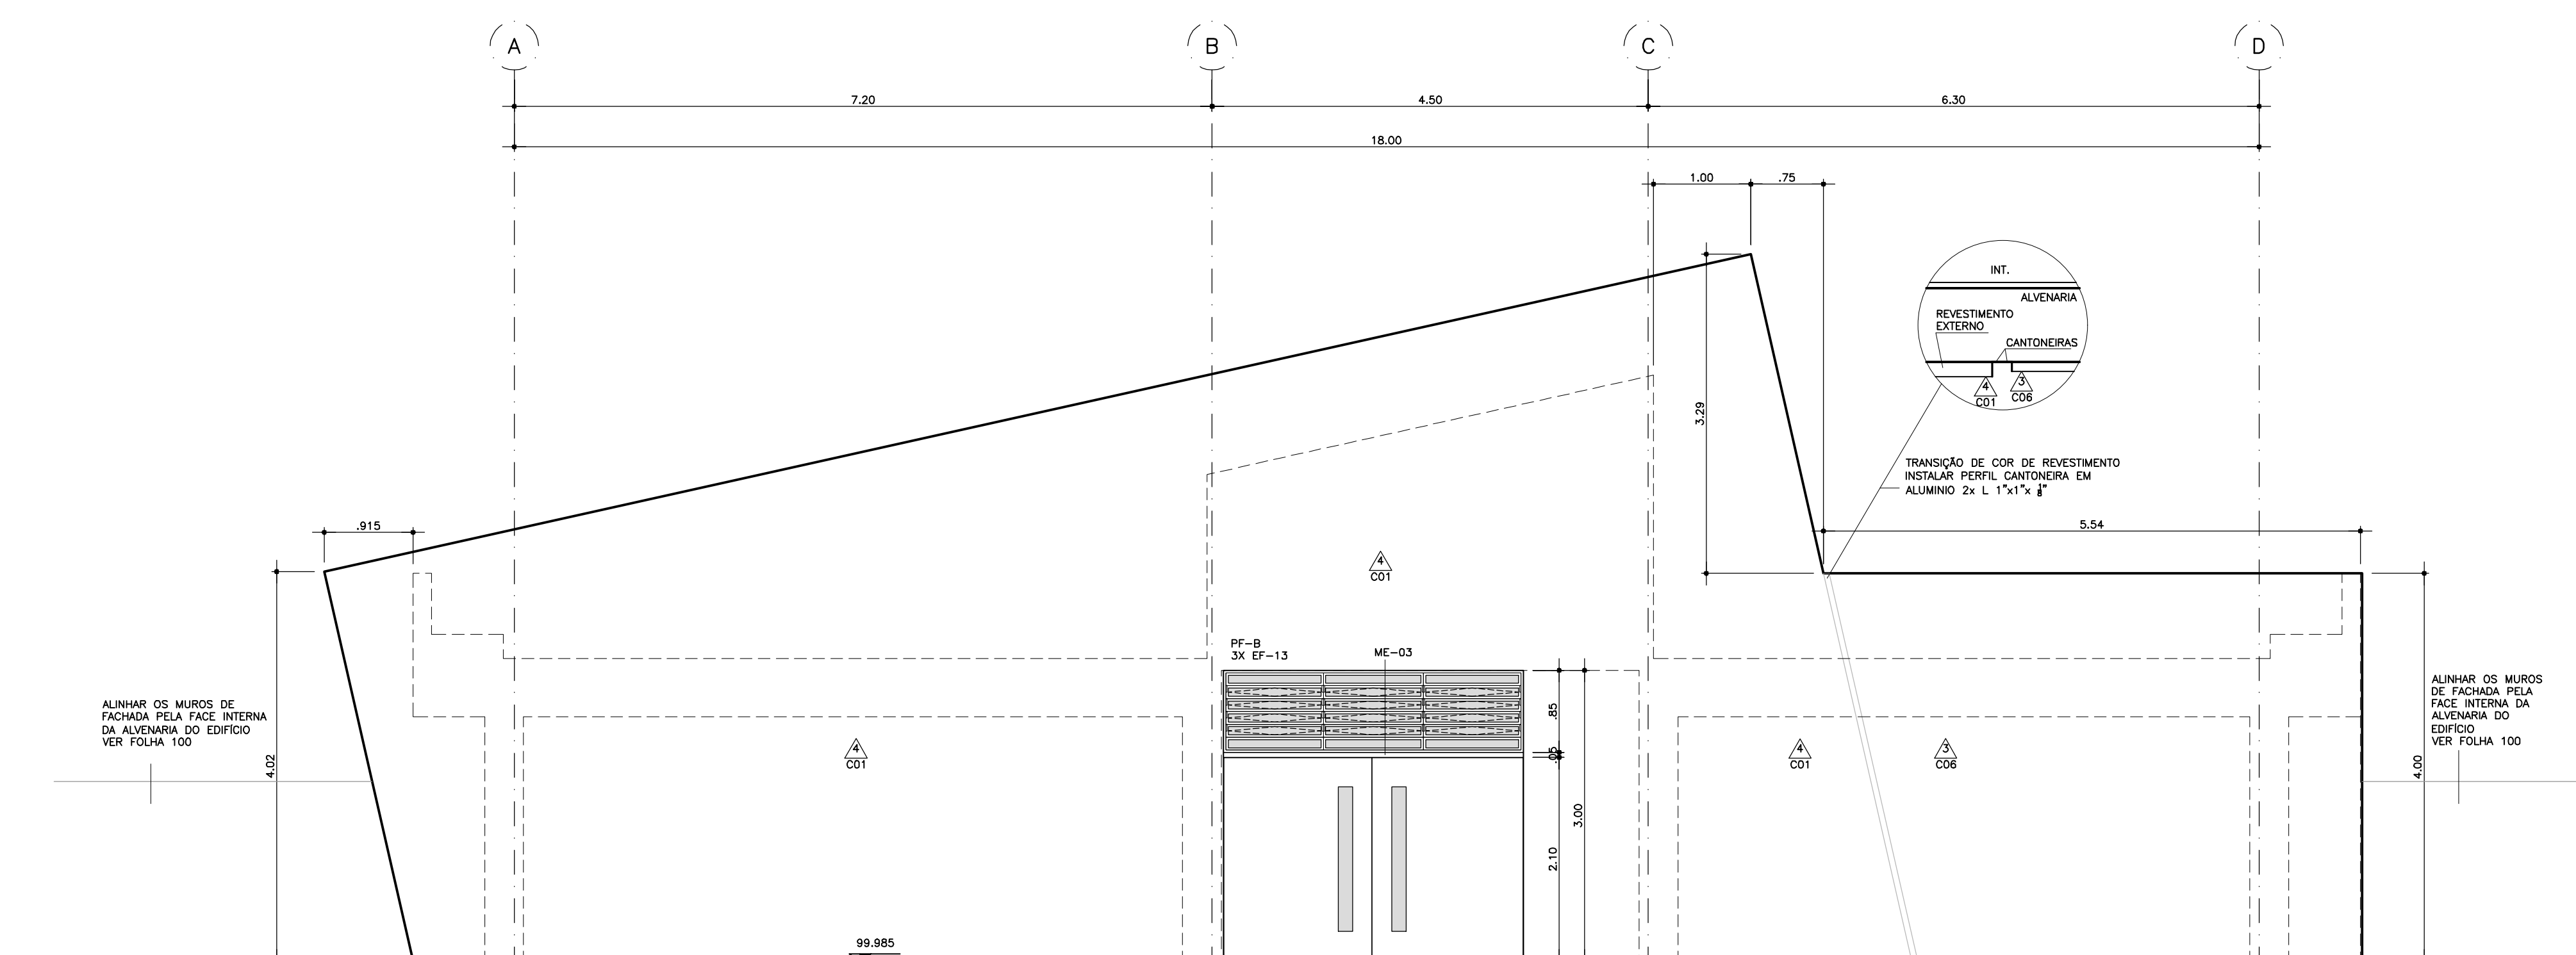 A
B
C
D
7.20
4.50
6.30
18.00
1.00
.75
INT.
ALVENARIA
REVESTIMENTO
EXTERNO
CANTONEIRAS
4
C01
3
C06
3.29
TRANSIÇÃO DE COR DE REVESTIMENTO
INSTALAR PERFIL CANTONEIRA EM
ALUMINIO 2x L 1"x1"x 1/8"
.915
5.54
4
C01
PF-B
3X EF-13
ME-03
ALINHAR OS MUROS DE
FACHADA PELA FACE INTERNA
DA ALVENARIA DO EDIFÍCIO
VER FOLHA 100
4.02
4
C01
.85
.05
3.00
2.10
4
C01
3
C06
ALINHAR OS MUROS
DE FACHADA PELA
FACE INTERNA DA
ALVENARIA DO
EDIFÍCIO
VER FOLHA 100
4.00
99.985